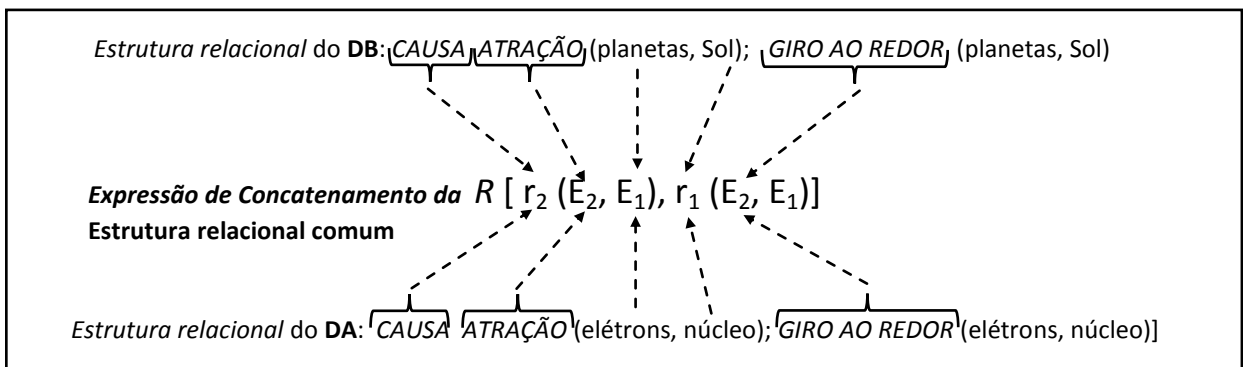 Estrutura relacional do DB: CAUSA ATRAÇÃO (planetas, Sol); GIRO AO REDOR (planetas, Sol)
Expressão de Concatenamento da R [ r₂ (E₂, E₁), r₁ (E₂, E₁)]
Estrutura relacional comum
Estrutura relacional do DA: CAUSA ATRAÇÃO (elétrons, núcleo); GIRO AO REDOR (elétrons, núcleo)]